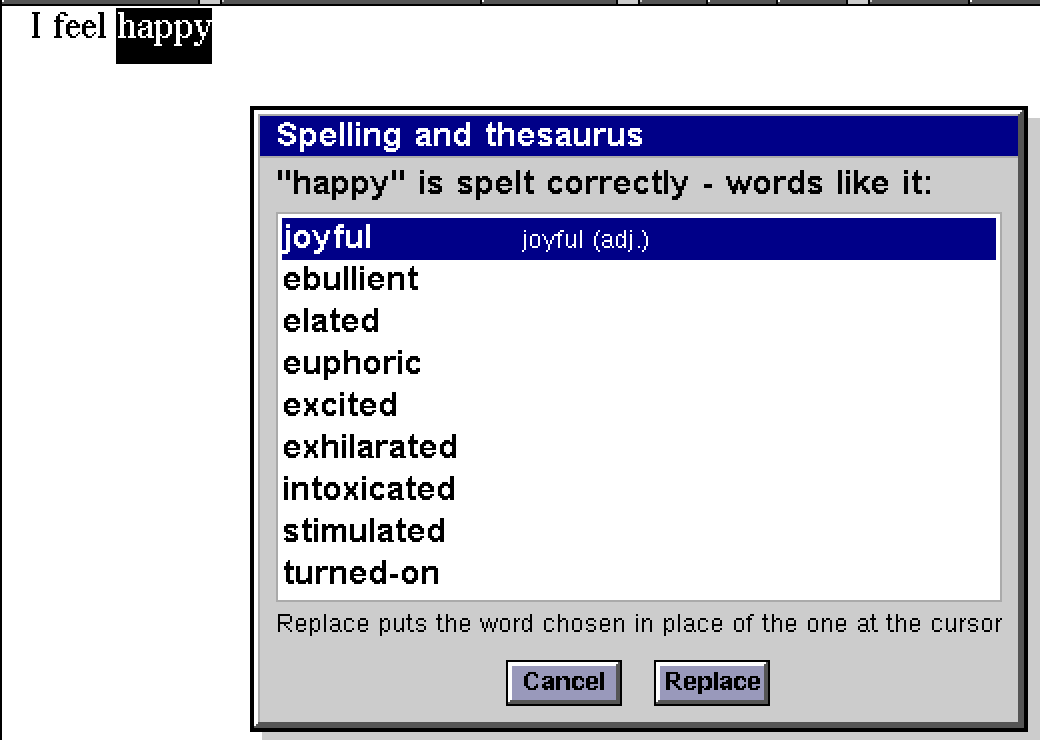 I feel happy
Spelling and thesaurus
"happy" is spelt correctly - words like it:
joyful joyful (adj.)
ebullient
elated
euphoric
excited
exhilarated
intoxicated
stimulated
turned-on
Replace puts the word chosen in place of the one at the cursor
Cancel Replace